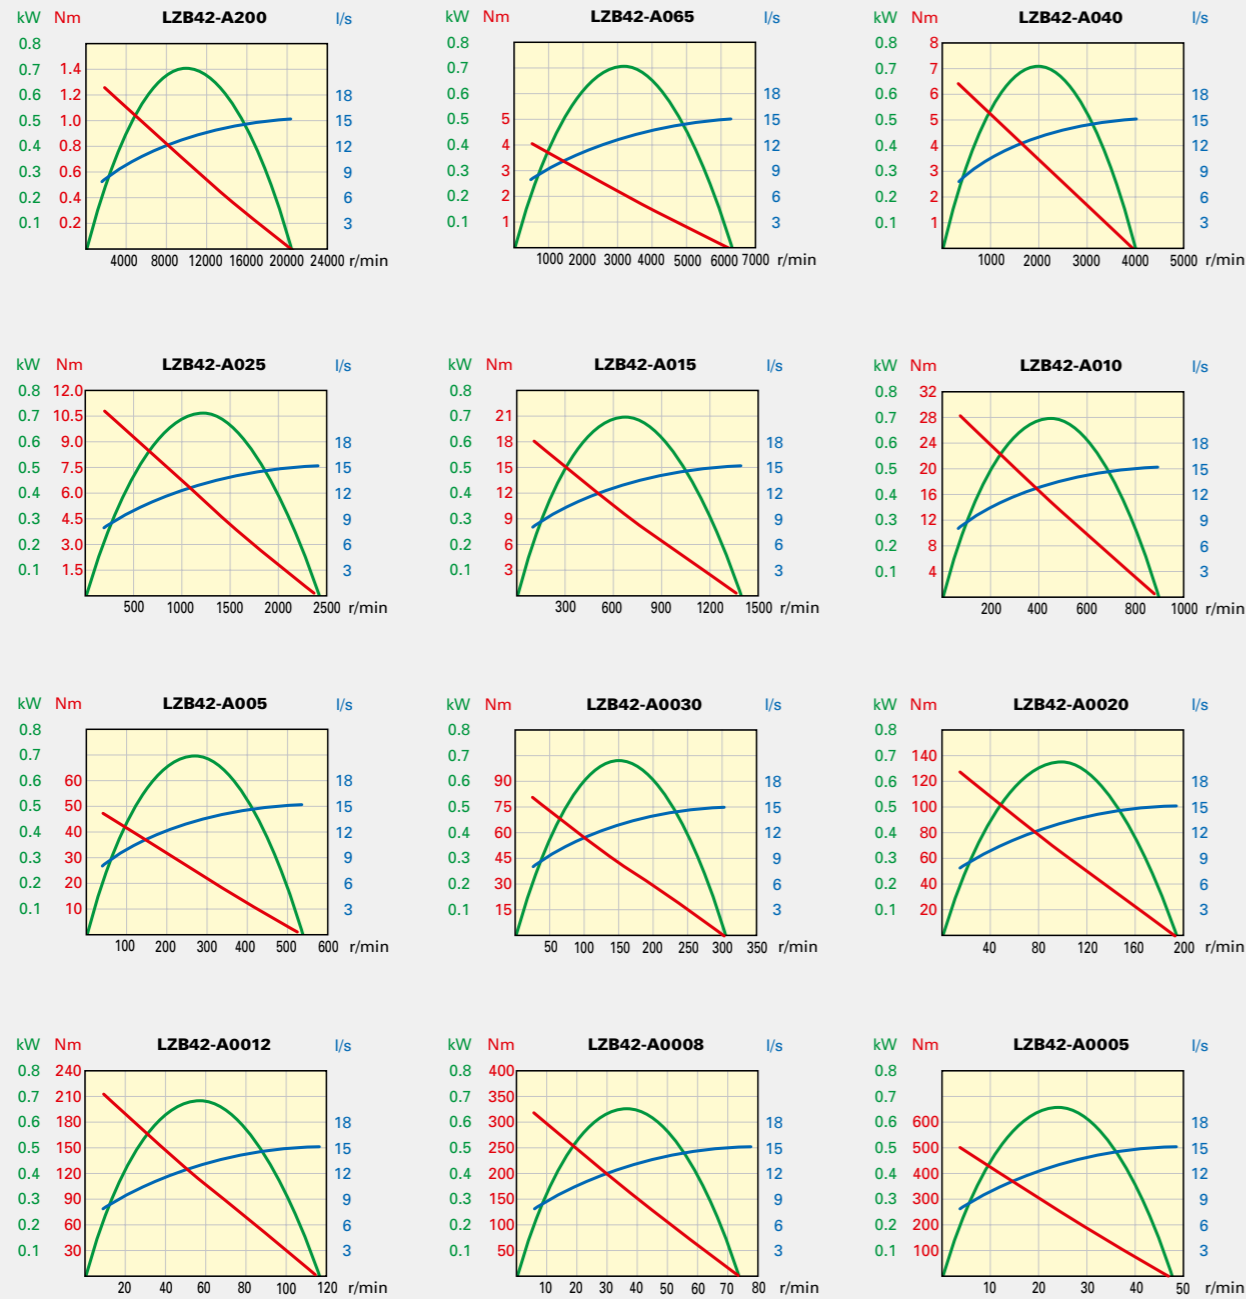 kW Nm LZB42-A200 l/s
0.8
0.7 1.4
0.6 1.2 18
0.5 1.0 15
0.4 0.8 12
0.3 0.6 9
0.2 0.4 6
0.1 0.2 3
4000 8000 12000 16000 20000 24000 r/min
kW Nm LZB42-A065 l/s
0.8
0.7
0.6 18
0.5 5 15
0.4 4 12
0.3 3 9
0.2 2 6
0.1 1 3
1000 2000 3000 4000 5000 6000 7000 r/min
kW Nm LZB42-A040 l/s
0.8 8
0.7 7
0.6 6 18
0.5 5 15
0.4 4 12
0.3 3 9
0.2 2 6
0.1 1 3
1000 2000 3000 4000 5000 r/min
kW Nm LZB42-A025 l/s
0.8 12.0
0.7 10.5
0.6 9.0 18
0.5 7.5 15
0.4 6.0 12
0.3 4.5 9
0.2 3.0 6
0.1 1.5 3
500 1000 1500 2000 2500 r/min
kW Nm LZB42-A015 l/s
0.8
0.7 21
0.6 18 18
0.5 15 15
0.4 12 12
0.3 9 9
0.2 6 6
0.1 3 3
300 600 900 1200 1500 r/min
kW Nm LZB42-A010 l/s
0.8 32
0.7 28
0.6 24 18
0.5 20 15
0.4 16 12
0.3 12 9
0.2 8 6
0.1 4 3
200 400 600 800 1000 r/min
kW Nm LZB42-A005 l/s
0.8
0.7
0.6 60 18
0.5 50 15
0.4 40 12
0.3 30 9
0.2 20 6
0.1 10 3
100 200 300 400 500 600 r/min
kW Nm LZB42-A0030 l/s
0.8
0.7
0.6 90 18
0.5 75 15
0.4 60 12
0.3 45 9
0.2 30 6
0.1 15 3
50 100 150 200 250 300 350 r/min
kW Nm LZB42-A0020 l/s
0.8
0.7 140
0.6 120 18
0.5 100 15
0.4 80 12
0.3 60 9
0.2 40 6
0.1 20 3
40 80 120 160 200 r/min
kW Nm LZB42-A0012 l/s
0.8 240
0.7 210
0.6 180 18
0.5 150 15
0.4 120 12
0.3 90 9
0.2 60 6
0.1 30 3
20 40 60 80 100 120 r/min
kW Nm LZB42-A0008 l/s
0.8 400
0.7 350
0.6 300 18
0.5 250 15
0.4 200 12
0.3 150 9
0.2 100 6
0.1 50 3
10 20 30 40 50 60 70 80 r/min
kW Nm LZB42-A0005 l/s
0.8
0.7
0.6 600 18
0.5 500 15
0.4 400 12
0.3 300 9
0.2 200 6
0.1 100 3
10 20 30 40 50 r/min